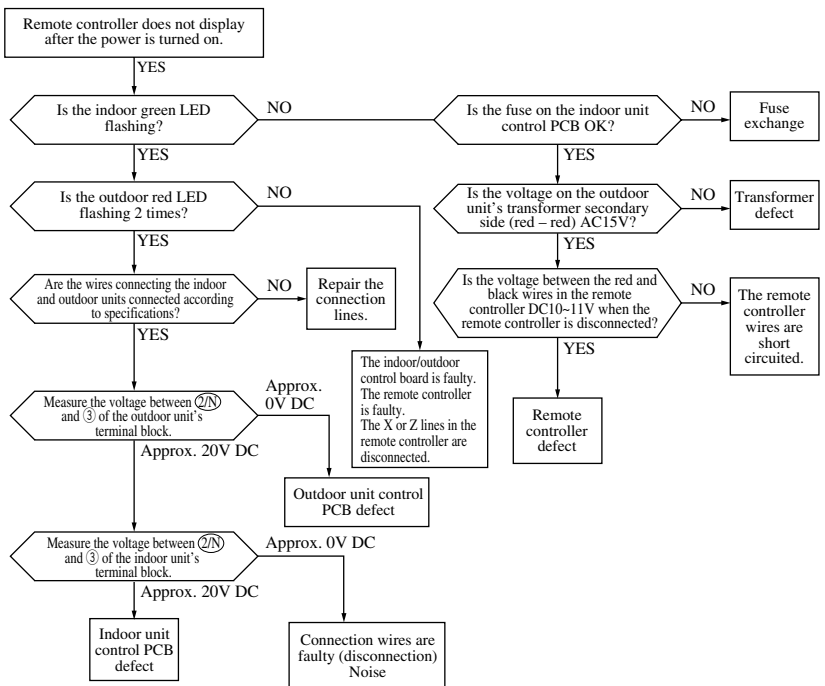 Remote controller does not display
after the power is turned on.
YES
Is the indoor green LED
flashing?
NO
Is the fuse on the indoor unit
control PCB OK?
NO
Fuse
exchange
YES
YES
Is the outdoor red LED
flashing 2 times?
NO
Is the voltage on the outdoor
unit's transformer secondary
side (red – red) AC15V?
NO
Transformer
defect
YES
YES
Are the wires connecting the indoor
and outdoor units connected according
to specifications?
NO
Repair the
connection
lines.
Is the voltage between the red and
black wires in the remote
controller DC10~11V when the
remote controller is disconnected?
NO
The remote
controller
wires are
short
circuited.
YES
YES
The indoor/outdoor
control board is faulty.
The remote controller
is faulty.
The X or Z lines in the
remote controller are
disconnected.
Remote
controller
defect
Measure the voltage between 2/N
and ③ of the outdoor unit's
terminal block.
Approx.
0V DC
Approx. 20V DC
Outdoor unit control
PCB defect
Measure the voltage between 2/N
and ③ of the indoor unit's
terminal block.
Approx. 0V DC
Approx. 20V DC
Indoor unit
control PCB
defect
Connection wires are
faulty (disconnection)
Noise